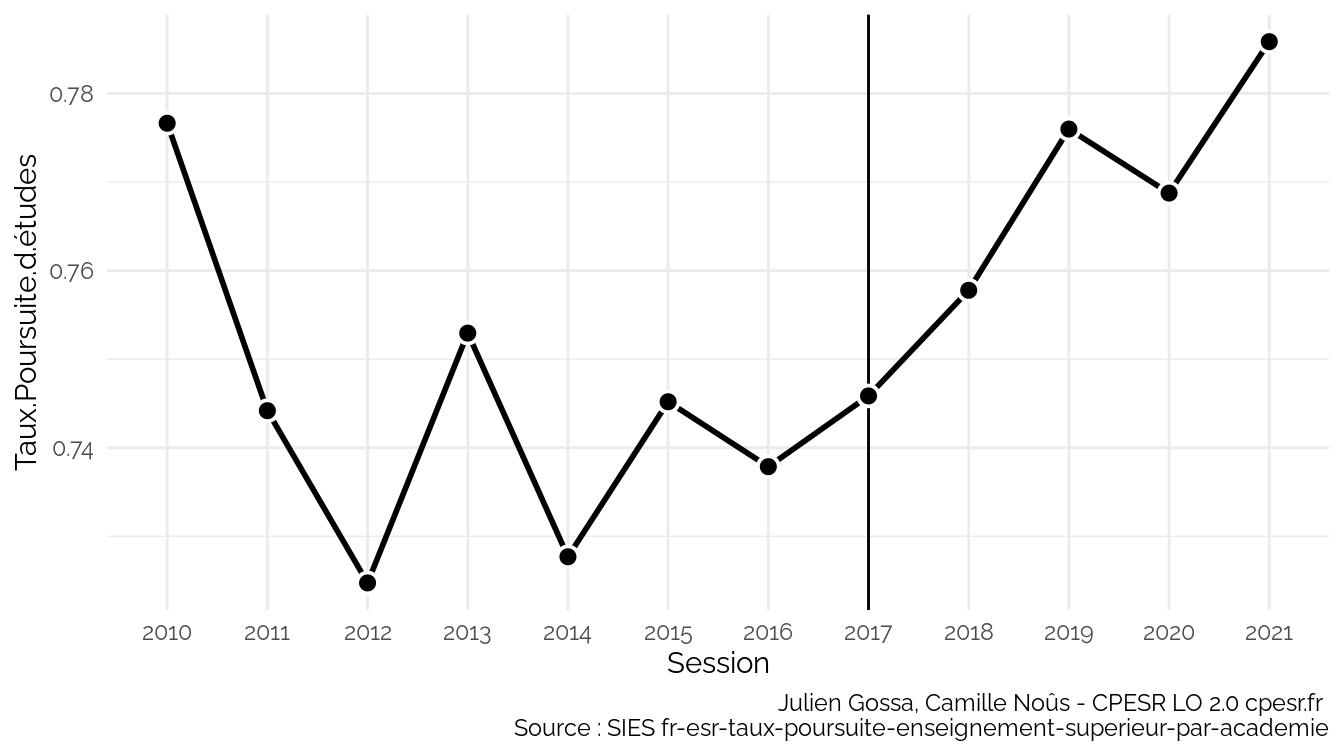 Taux.Poursuite.d.études
0.78
0.76
0.74
2010 2011 2012 2013 2014 2015 2016 2017 2018 2019 2020 2021
Session
Julien Gossa, Camille Noûs - CPESR LO 2.0 cpesr.fr
Source : SIES fr-esr-taux-poursuite-enseignement-superieur-par-academie